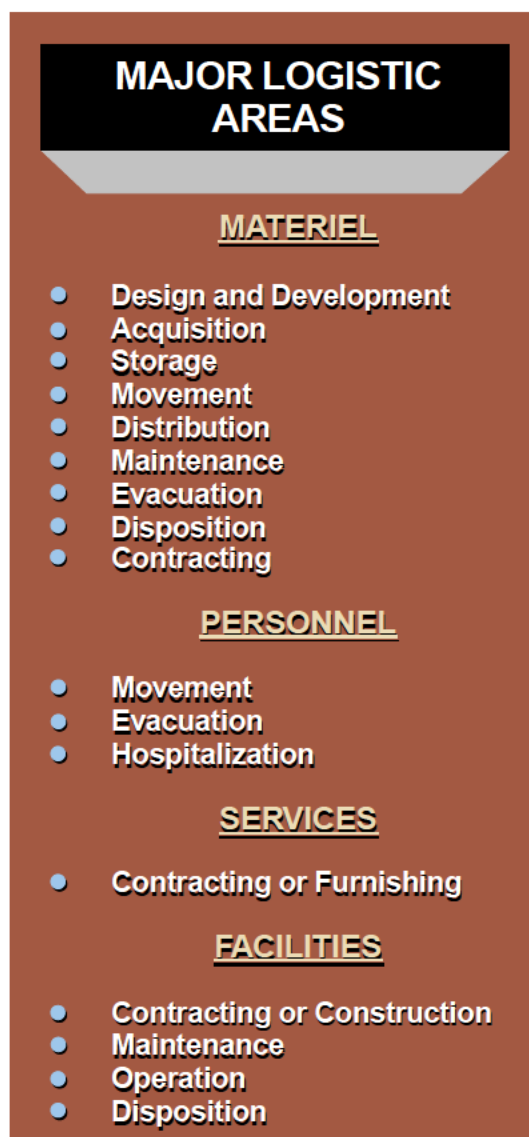 MAJOR LOGISTIC
AREAS
MATERIEL
Design and Development
Acquisition
Storage
Movement
Distribution
Maintenance
Evacuation
Disposition
Contracting
PERSONNEL
Movement
Evacuation
Hospitalization
SERVICES
Contracting or Furnishing
FACILITIES
Contracting or Construction
Maintenance
Operation
Disposition